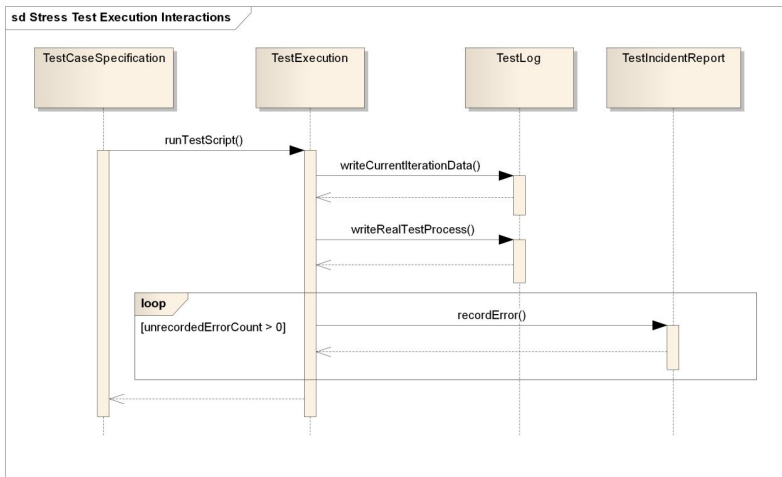 sd Stress Test Execution Interactions
TestCaseSpecification
TestExecution
TestLog
TestIncidentReport
runTestScript()
writeCurrentIterationData()
writeRealTestProcess()
loop
[unrecordedErrorCount > 0]
recordError()